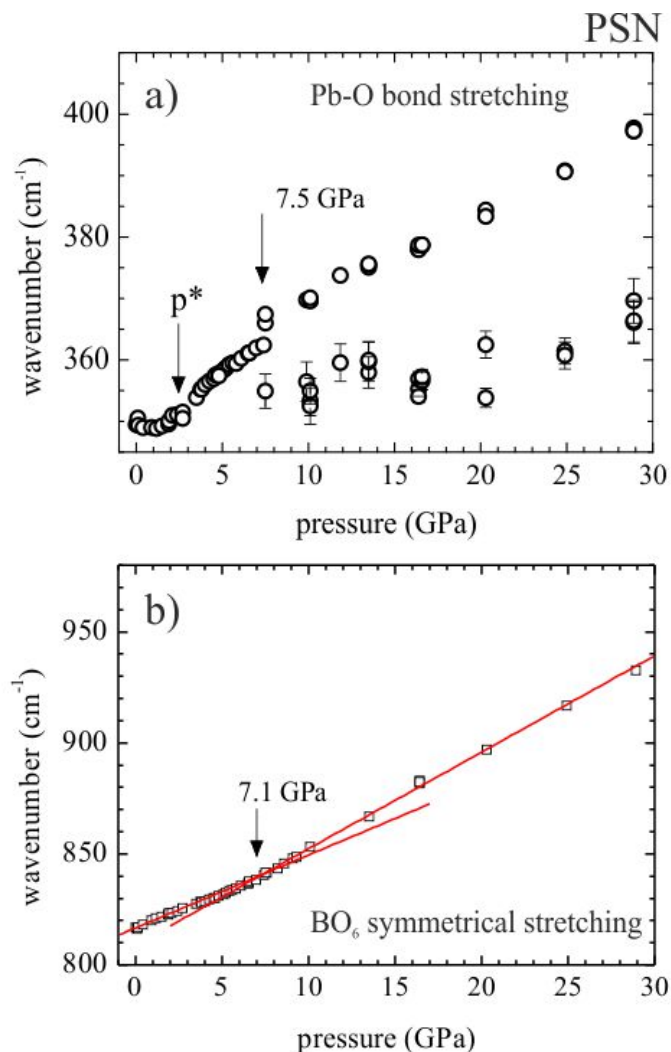 PSN
a)
Pb-O bond stretching
400
380
360
wavenumber (cm⁻¹)
7.5 GPa
p*
0 5 10 15 20 25 30
pressure (GPa)
b)
950
900
850
800
wavenumber (cm⁻¹)
7.1 GPa
BO₆ symmetrical stretching
0 5 10 15 20 25 30
pressure (GPa)